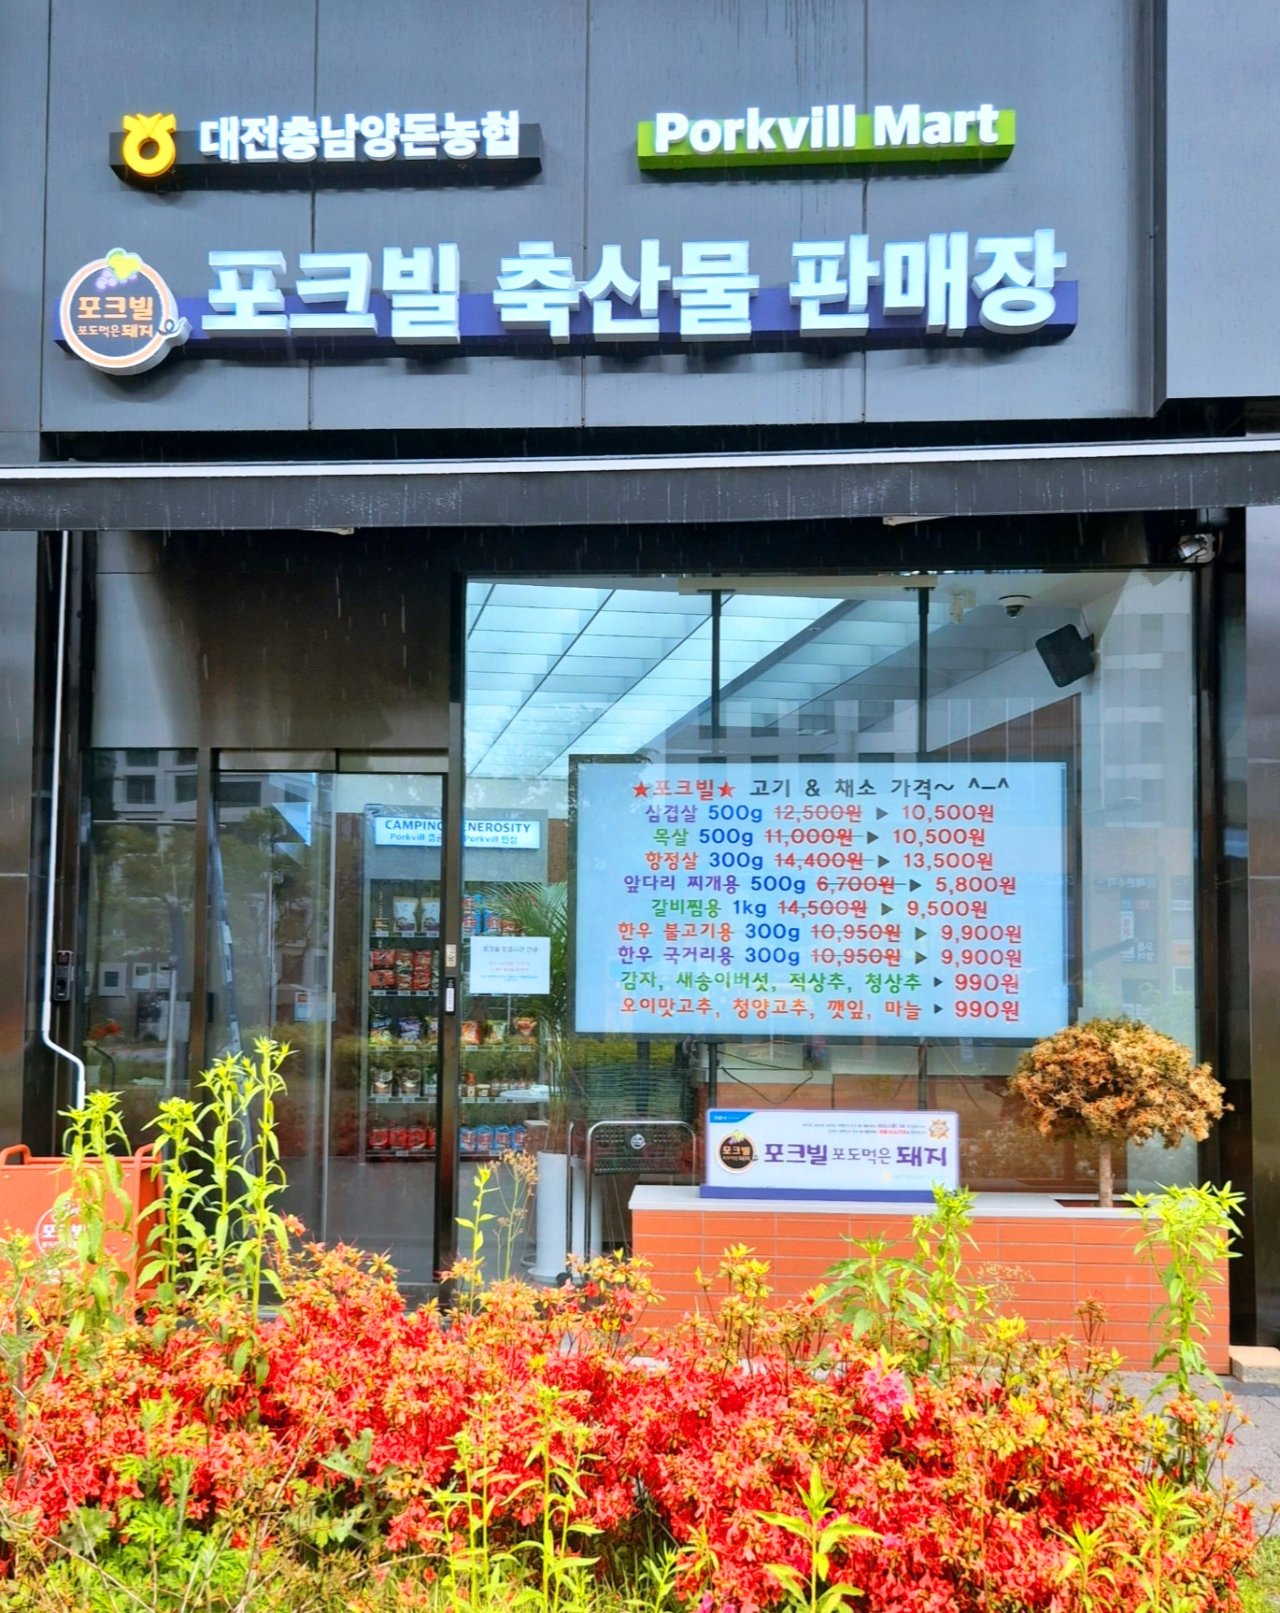 대전충남양돈농협
Porkvill Mart
포크빌
포도먹은돼지
포크빌 축산물 판매장
★포크빌★ 고기 & 채소 가격~ ^-^
삼겹살 500g 12,500원 ▶ 10,500원
목살 500g 11,000원 ▶ 10,500원
항정살 300g 14,400원 ▶ 13,500원
앞다리 찌개용 500g 6,700원 ▶ 5,800원
갈비찜용 1kg 14,500원 ▶ 9,500원
한우 불고기용 300g 10,950원 ▶ 9,900원
한우 국거리용 300g 10,950원 ▶ 9,900원
감자, 새송이버섯, 적상추, 청상추 ▶ 990원
오이맛고추, 청양고추, 깻잎, 마늘 ▶ 990원
CAMPING ENEROSITY
Porkvill Porkvill 안심
NH
포크빌
포크빌 포도먹은 돼지